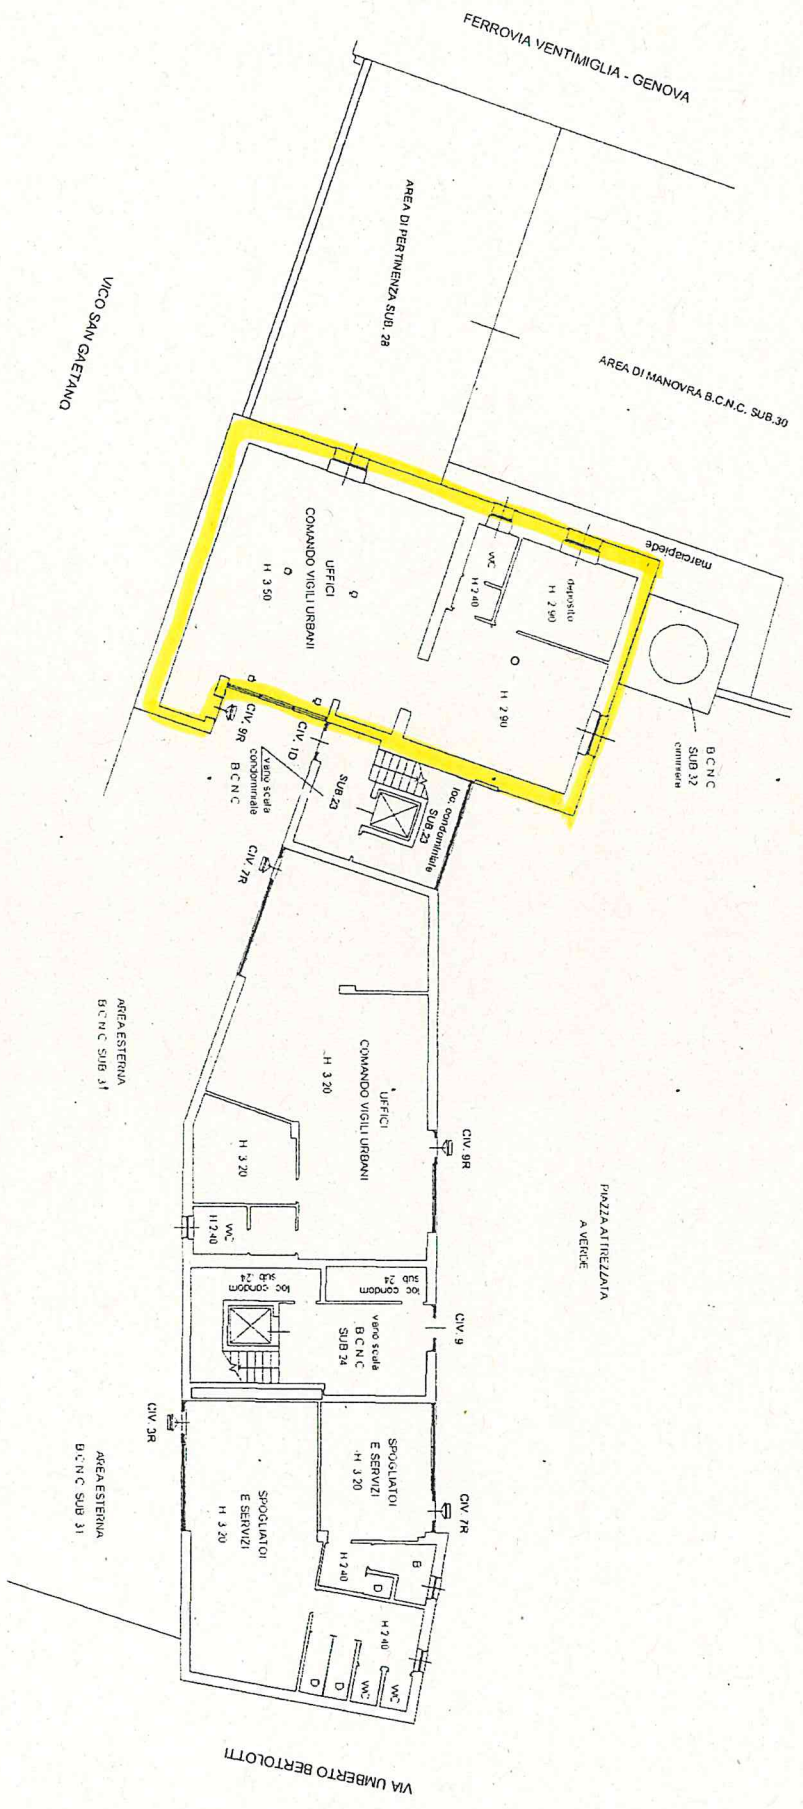 FERROVIA VENTIMIGLIA - GENOVA
AREA DI PERTINENZA SUB. 28
AREA DI MANOVRA B.C.N.C. SUB.30
VICO SAN GAETANO
marciapiede
UFFICI
COMANDO VIGILI URBANI
H 3.50
WC
H 2.40
deposito
H 2.90
H 2.90
B C N C
SUB 32
ciminiera
CIV. 9R
CIV. 1D
vano scala
condominiale
B C N C
SUB.23
loc. condominiale
SUB.23
CIV. 7R
AREA ESTERNA
B C N C SUB 31
UFFICI
COMANDO VIGILI URBANI
H 3.20
CIV. 9R
H 3.20
WC
H 2.40
PIAZZA ATTREZZATA
A VERDE
loc condom
sub 24
loc condom
sub 24
vano scala
B C N C
SUB 24
CIV. 9
CIV. 3R
AREA ESTERNA
B C N C SUB 31
SPOGLIATOI
E SERVIZI
H 3.20
SPOGLIATOI
E SERVIZI
H 3.20
CIV. 7R
H 2.40
D
B
H 2.40
D
D
WC
WC
VIA UMBERTO BERTOLOTTI